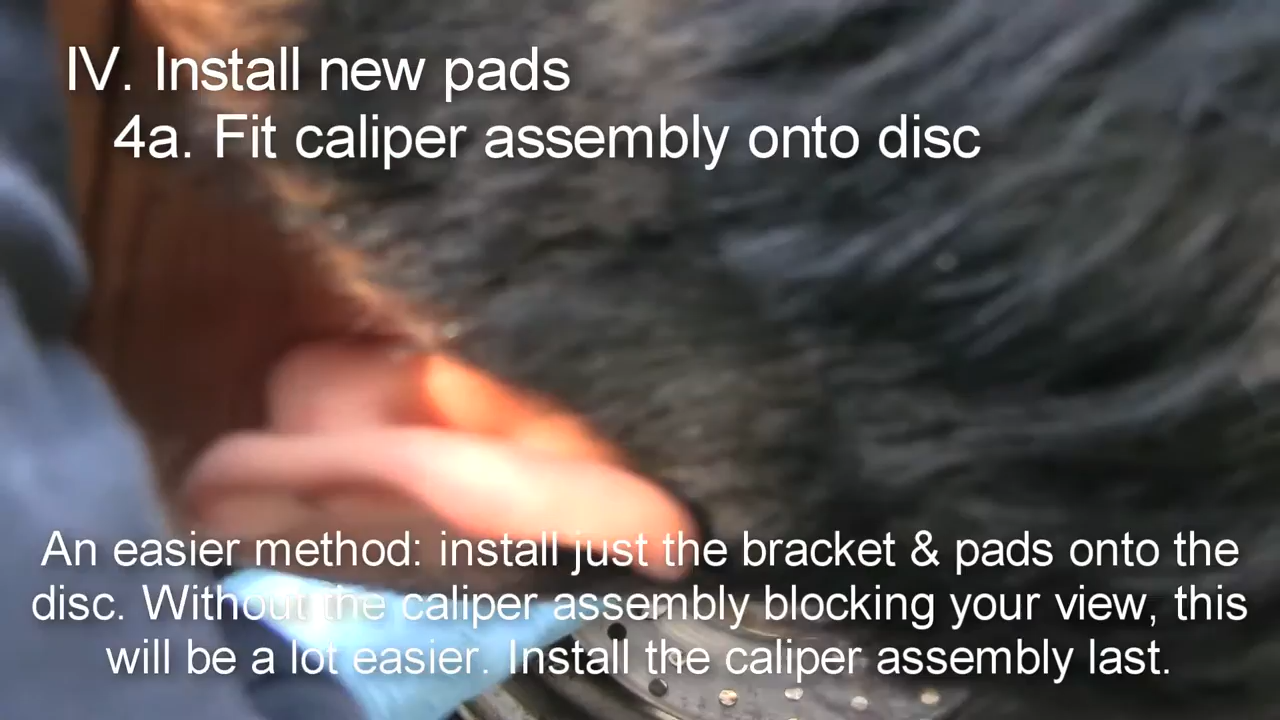 IV. Install new pads
4a. Fit caliper assembly onto disc
An easier method: install just the bracket & pads onto the
disc. Without the caliper assembly blocking your view, this
will be a lot easier. Install the caliper assembly last.